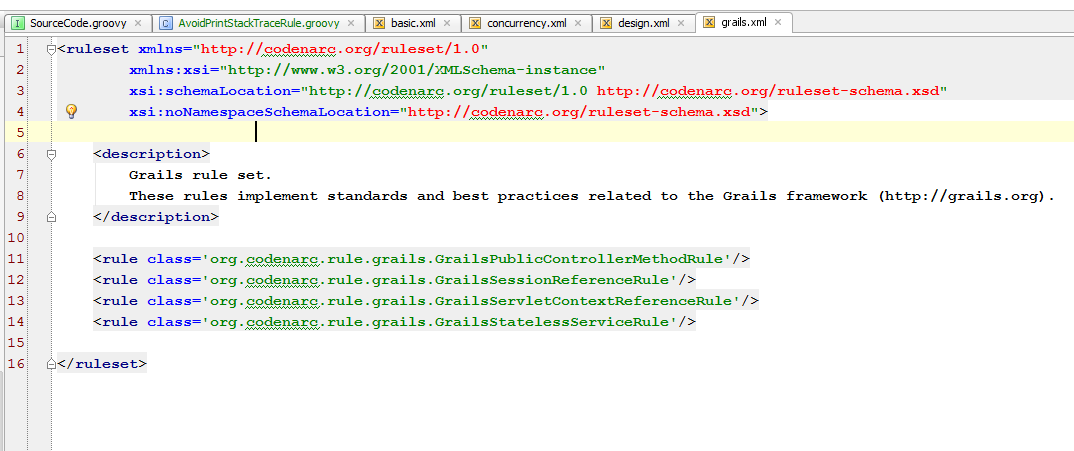 SourceCode.groovy AvoidPrintStackTraceRule.groovy basic.xml concurrency.xml design.xml grails.xml
1 <ruleset xmlns="http://codenarc.org/ruleset/1.0"
2 xmlns:xsi="http://www.w3.org/2001/XMLSchema-instance"
3 xsi:schemaLocation="http://codenarc.org/ruleset/1.0 http://codenarc.org/ruleset-schema.xsd"
4 xsi:noNamespaceSchemaLocation="http://codenarc.org/ruleset-schema.xsd">
5
6 <description>
7 Grails rule set.
8 These rules implement standards and best practices related to the Grails framework (http://grails.org).
9 </description>
10
11 <rule class='org.codenarc.rule.grails.GrailsPublicControllerMethodRule'/>
12 <rule class='org.codenarc.rule.grails.GrailsSessionReferenceRule'/>
13 <rule class='org.codenarc.rule.grails.GrailsServletContextReferenceRule'/>
14 <rule class='org.codenarc.rule.grails.GrailsStatelessServiceRule'/>
15
16 </ruleset>